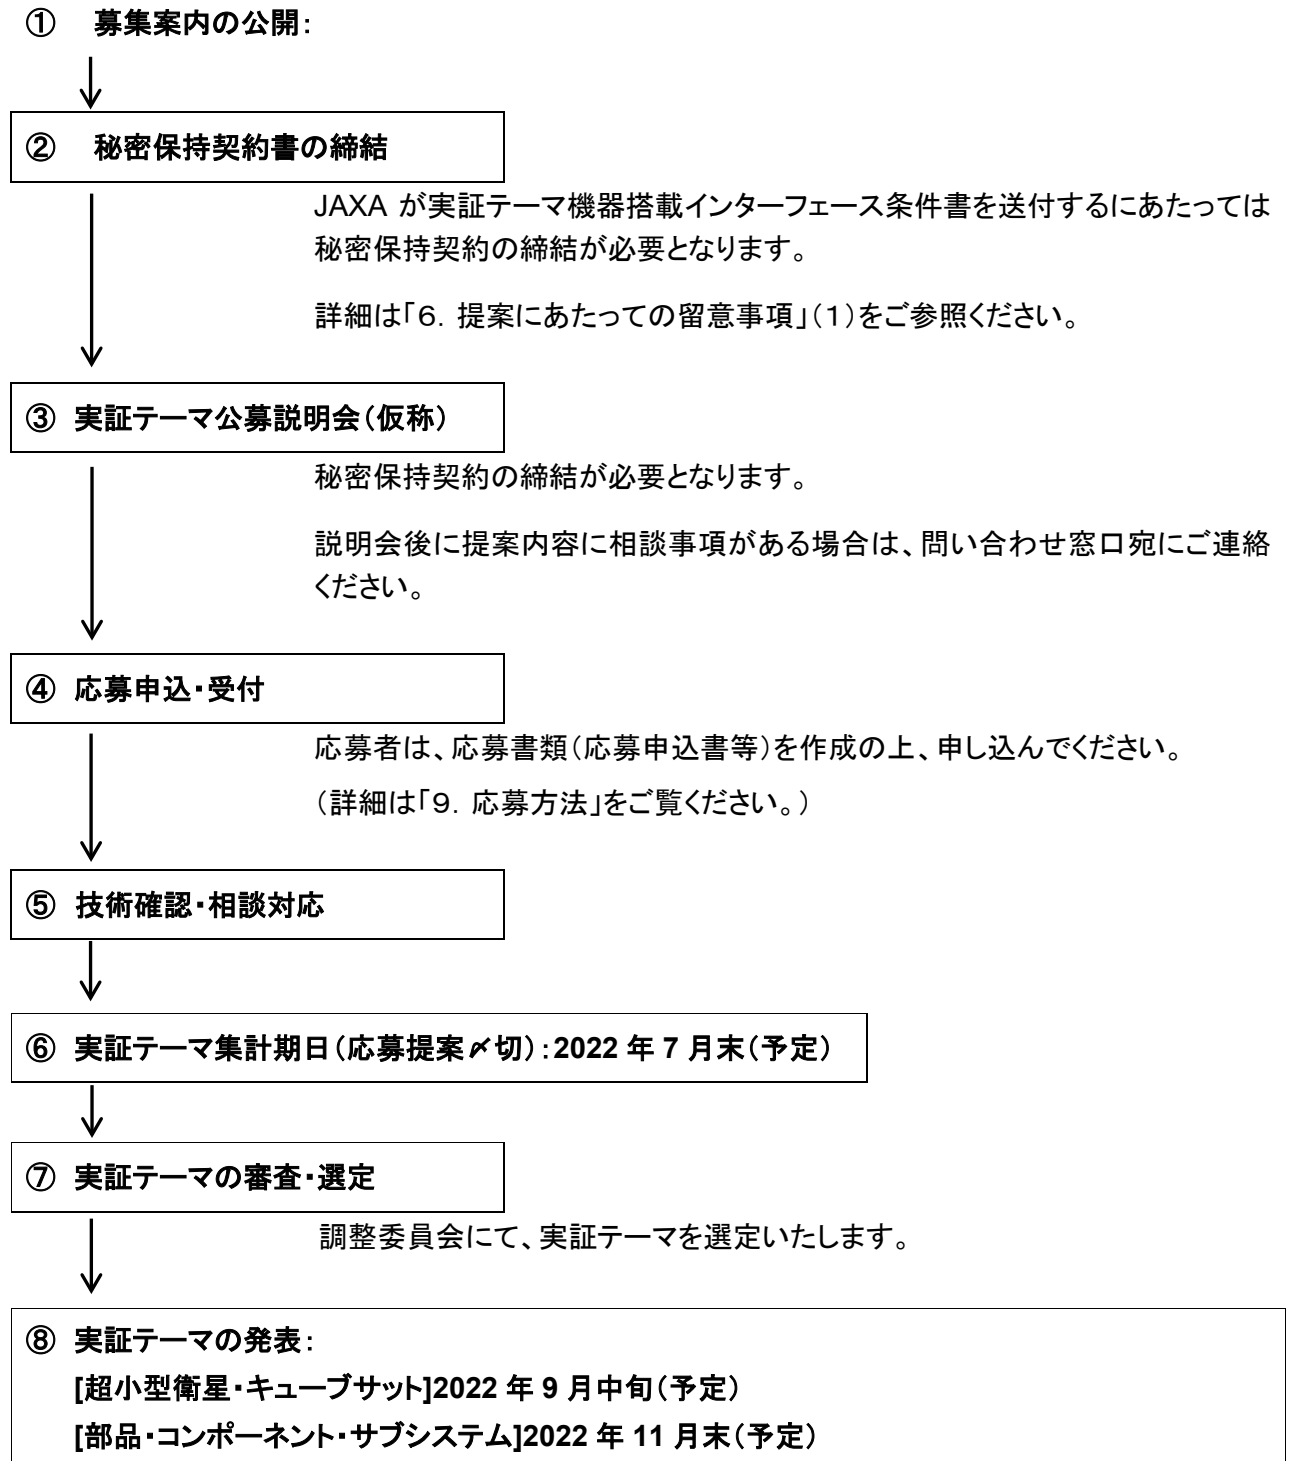 ① 募集案内の公開：
② 秘密保持契約書の締結
JAXA が実証テーマ機器搭載インターフェース条件書を送付するにあたっては
秘密保持契約の締結が必要となります。
詳細は「６．提案にあたっての留意事項」（１）をご参照ください。
③ 実証テーマ公募説明会（仮称）
秘密保持契約の締結が必要となります。
説明会後に提案内容に相談事項がある場合は、問い合わせ窓口宛にご連絡
ください。
④ 応募申込・受付
応募者は、応募書類（応募申込書等）を作成の上、申し込んでください。
（詳細は「９．応募方法」をご覧ください。）
⑤ 技術確認・相談対応
⑥ 実証テーマ集計期日（応募提案〆切）：2022 年 7 月末（予定）
⑦ 実証テーマの審査・選定
調整委員会にて、実証テーマを選定いたします。
⑧ 実証テーマの発表：
[超小型衛星・キューブサット]2022 年 9 月中旬（予定）
[部品・コンポーネント・サブシステム]2022 年 11 月末（予定）